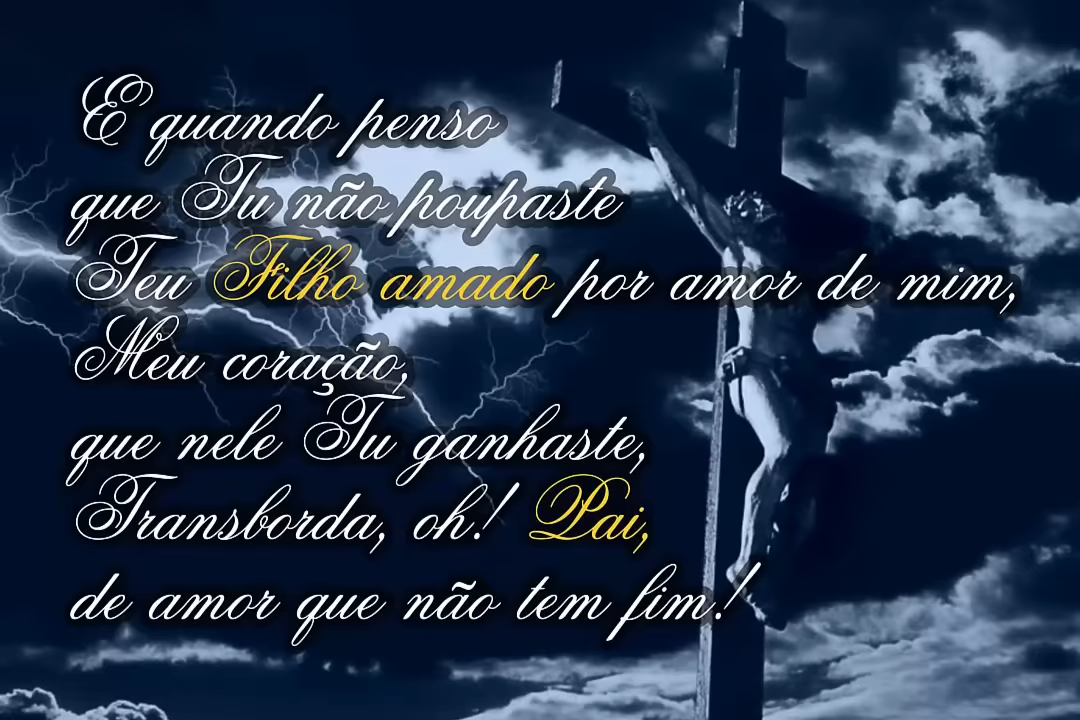 E quando penso
que Tu não poupaste
Teu Filho amado por amor de mim,
Meu coração,
que nele Tu ganhaste,
Transborda, oh! Pai,
de amor que não tem fim!